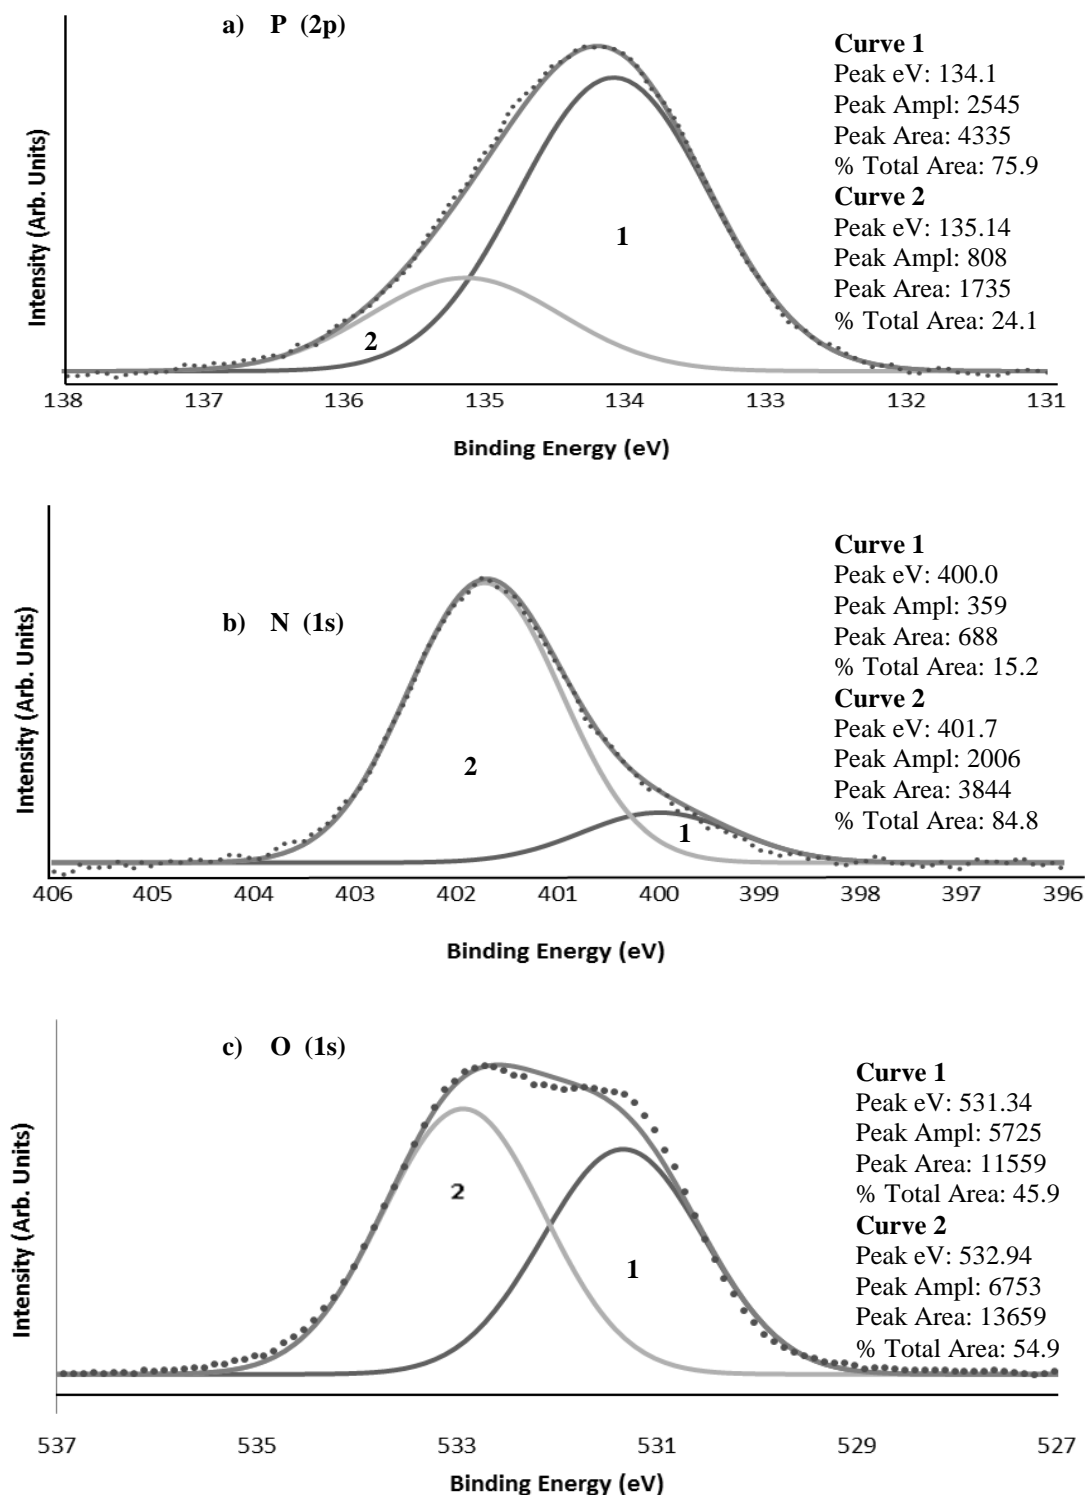 a) P (2p)
Intensity (Arb. Units)
Curve 1
Peak eV: 134.1
Peak Ampl: 2545
Peak Area: 4335
% Total Area: 75.9
Curve 2
Peak eV: 135.14
Peak Ampl: 808
Peak Area: 1735
% Total Area: 24.1
1
2
138 137 136 135 134 133 132 131
Binding Energy (eV)
b) N (1s)
Intensity (Arb. Units)
Curve 1
Peak eV: 400.0
Peak Ampl: 359
Peak Area: 688
% Total Area: 15.2
Curve 2
Peak eV: 401.7
Peak Ampl: 2006
Peak Area: 3844
% Total Area: 84.8
2
1
406 405 404 403 402 401 400 399 398 397 396
Binding Energy (eV)
c) O (1s)
Intensity (Arb. Units)
Curve 1
Peak eV: 531.34
Peak Ampl: 5725
Peak Area: 11559
% Total Area: 45.9
Curve 2
Peak eV: 532.94
Peak Ampl: 6753
Peak Area: 13659
% Total Area: 54.9
2
1
537 535 533 531 529 527
Binding Energy (eV)